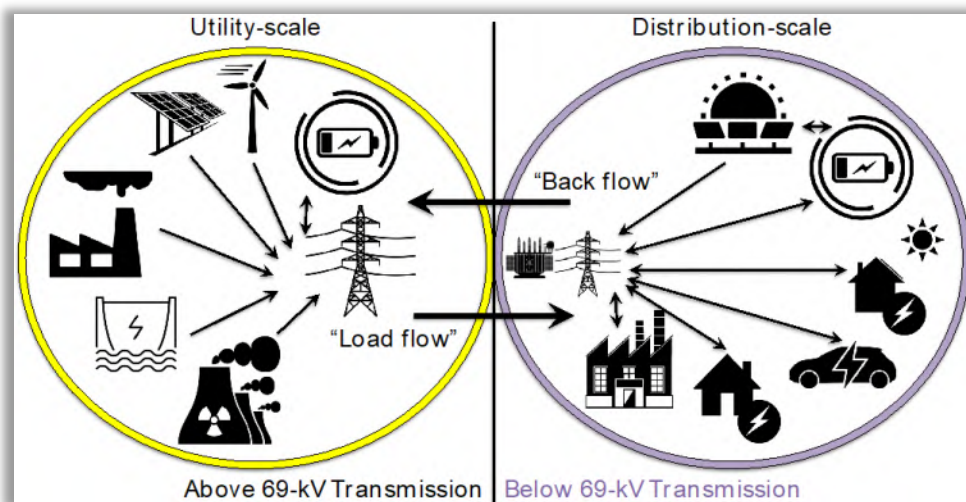 Utility-scale
Distribution-scale
“Back flow”
“Load flow”
Above 69-kV Transmission
Below 69-kV Transmission